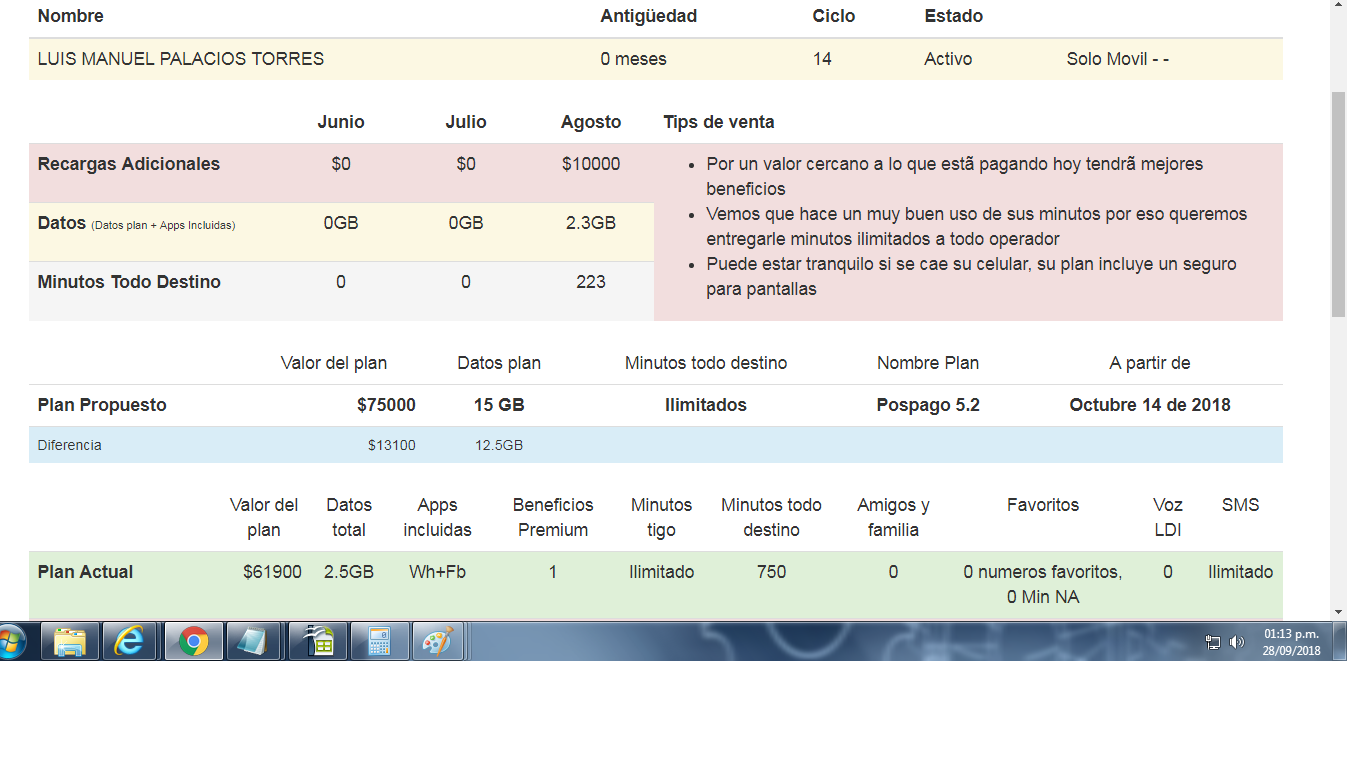 Nombre Antigüedad Ciclo Estado
LUIS MANUEL PALACIOS TORRES 0 meses 14 Activo Solo Movil - -
Junio Julio Agosto Tips de venta
Recargas Adicionales $0 $0 $10000
Datos (Datos plan + Apps Incluidas) 0GB 0GB 2.3GB
Minutos Todo Destino 0 0 223
• Por un valor cercano a lo que estã pagando hoy tendrã mejores
beneficios
• Vemos que hace un muy buen uso de sus minutos por eso queremos
entregarle minutos ilimitados a todo operador
• Puede estar tranquilo si se cae su celular, su plan incluye un seguro
para pantallas
Valor del plan Datos plan Minutos todo destino Nombre Plan A partir de
Plan Propuesto $75000 15 GB Ilimitados Pospago 5.2 Octubre 14 de 2018
Diferencia $13100 12.5GB
Valor del Datos Apps Beneficios Minutos Minutos todo Amigos y Favoritos Voz SMS
plan total incluidas Premium tigo destino familia LDI
Plan Actual $61900 2.5GB Wh+Fb 1 Ilimitado 750 0 0 numeros favoritos, 0 Ilimitado
0 Min NA
01:13 p.m.
28/09/2018